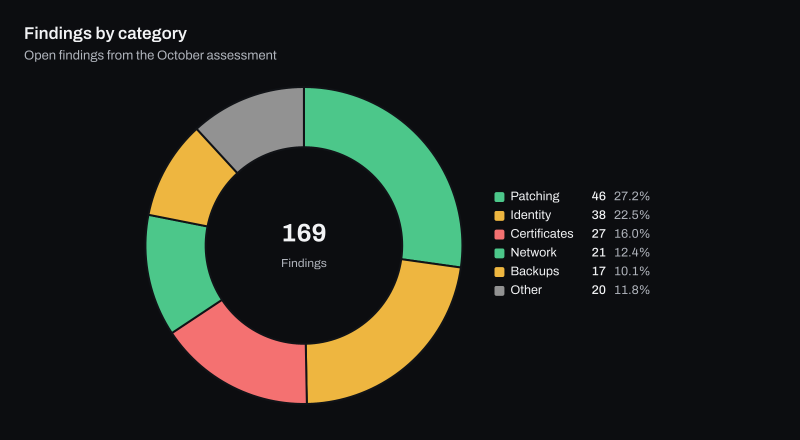 Findings by category
Open findings from the October assessment
169
Findings
Patching 46 27.2%
Identity 38 22.5%
Certificates 27 16.0%
Network 21 12.4%
Backups 17 10.1%
Other 20 11.8%